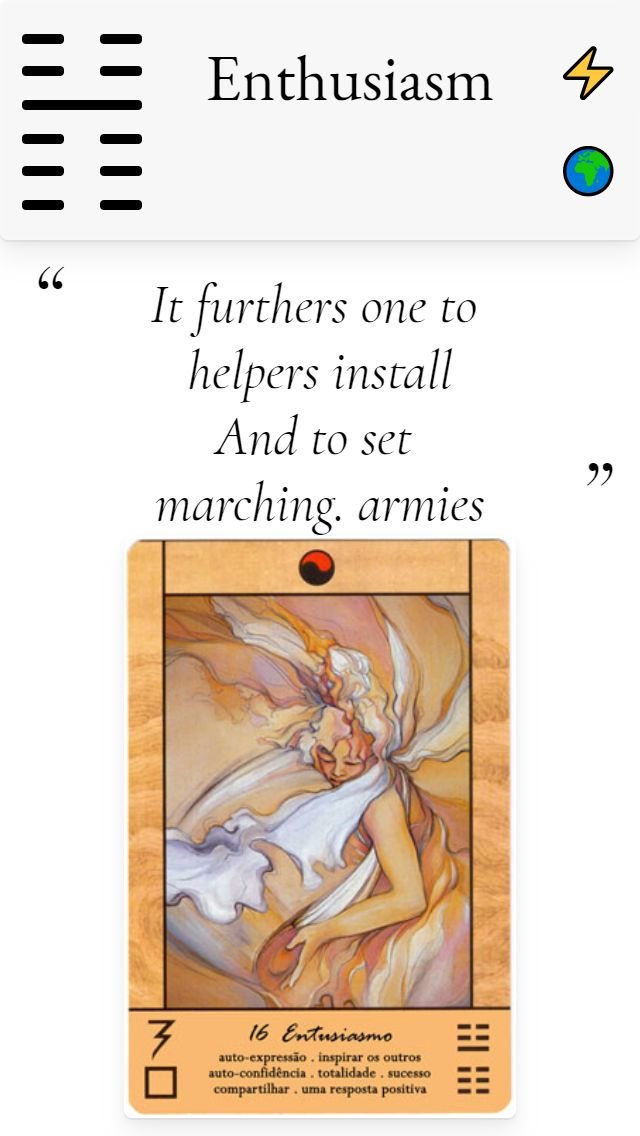 Enthusiasm
“ It furthers one to
helpers install
And to set
marching. armies ”
16 Entusiasmo
auto-expressão . inspirar os outros
auto-confidência . totalidade . sucesso
compartilhar . uma resposta positiva